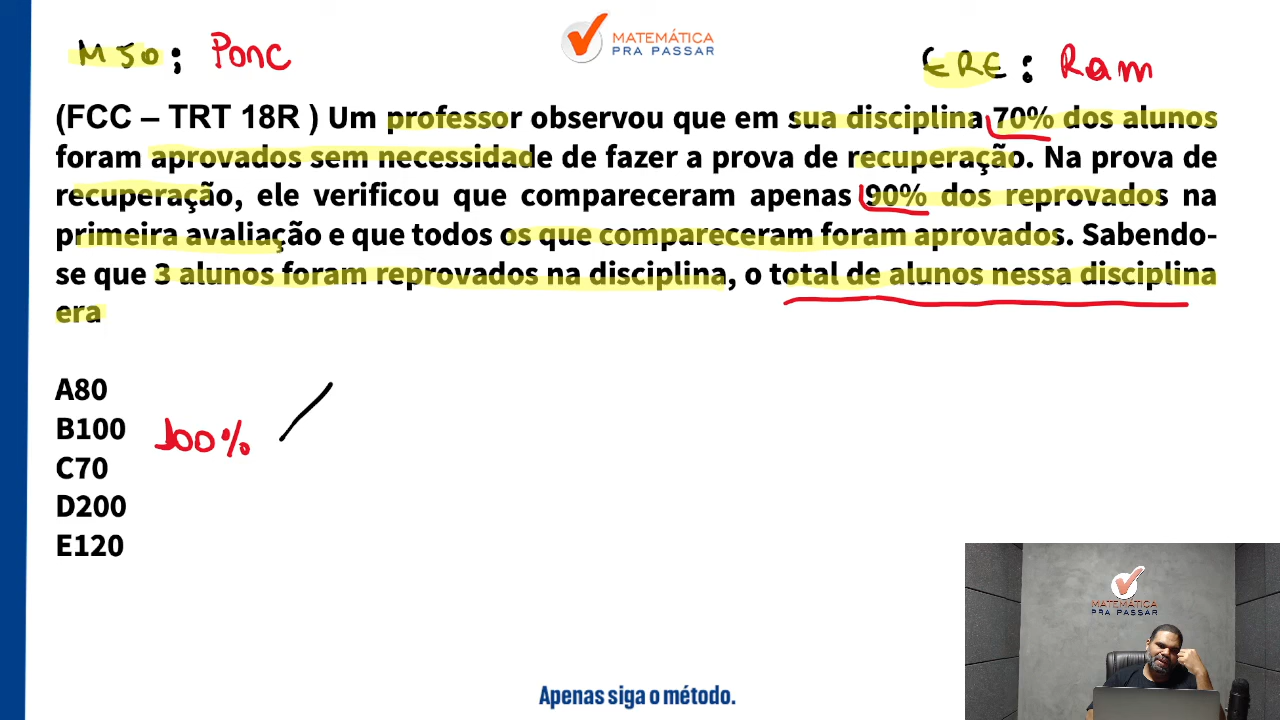 M50: Ponc
MATEMÁTICA
PRA PASSAR
ERE: Ram
(FCC – TRT 18R ) Um professor observou que em sua disciplina 70% dos alunos
foram aprovados sem necessidade de fazer a prova de recuperação. Na prova de
recuperação, ele verificou que compareceram apenas 90% dos reprovados na
primeira avaliação e que todos os que compareceram foram aprovados. Sabendo-
se que 3 alunos foram reprovados na disciplina, o total de alunos nessa disciplina
era
A80
B100
100%
C70
D200
E120
MATEMÁTICA
PRA PASSAR
Apenas siga o método.